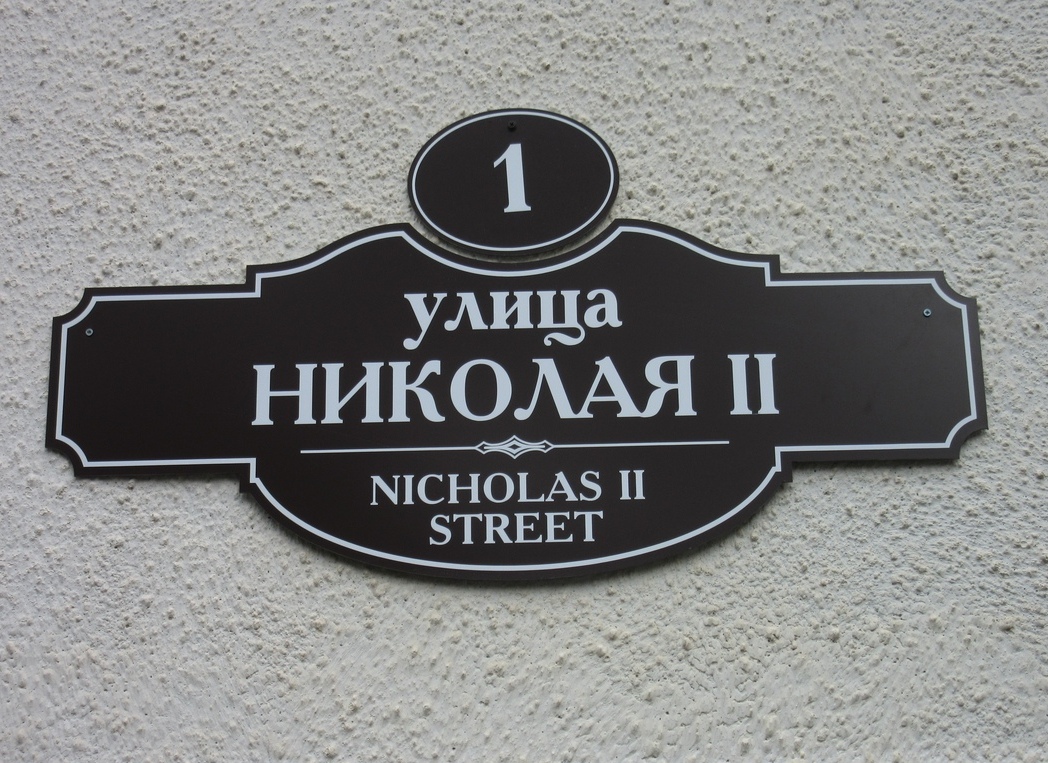 1
улица
НИКОЛАЯ II
NICHOLAS II
STREET